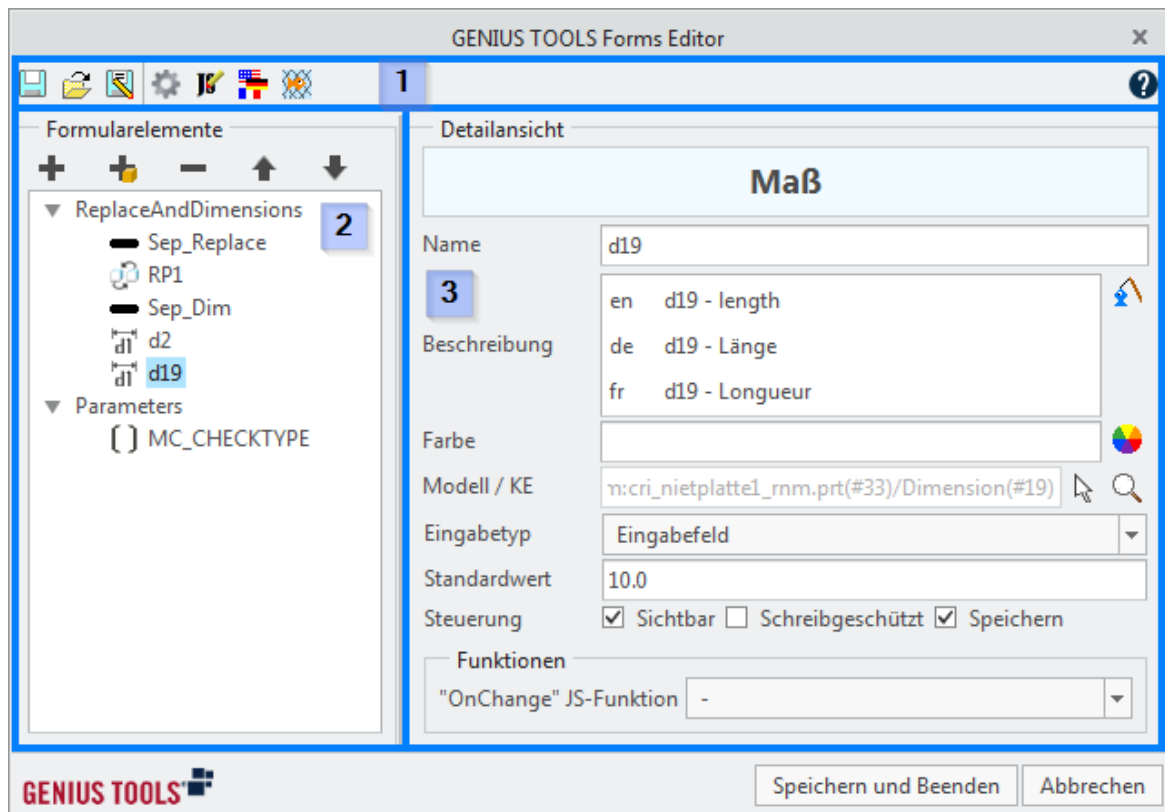 GENIUS TOOLS Forms Editor
1
JS
Formularelemente
2
ReplaceAndDimensions
Sep_Replace
RP1
Sep_Dim
d1 d2
d1 d19
Parameters
MC_CHECKTYPE
Detailansicht
Maß
Name d19
3
Beschreibung
en d19 - length
de d19 - Länge
fr d19 - Longueur
Farbe
Modell / KE n:cri_nietplatte1_rnm.prt(#33)/Dimension(#19)
Eingabetyp Eingabefeld
Standardwert 10.0
Steuerung Sichtbar Schreibgeschützt Speichern
Funktionen
"OnChange" JS-Funktion -
GENIUS TOOLS
Speichern und Beenden Abbrechen